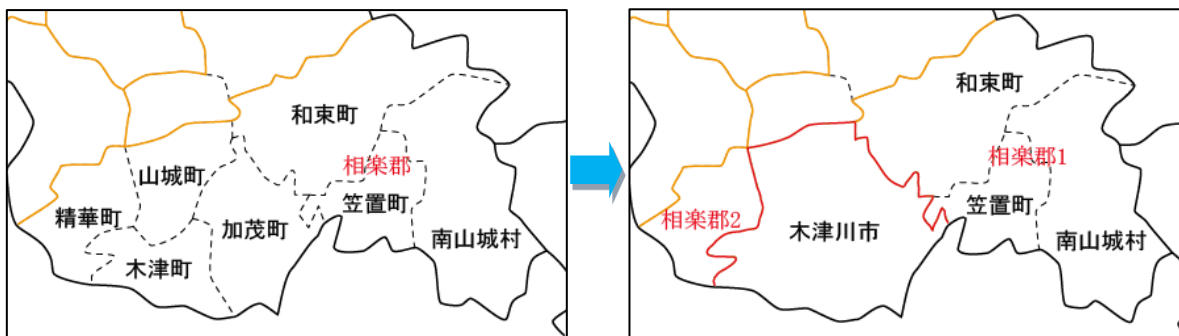 和束町
相楽郡
山城町
笠置町
精華町
加茂町
南山城村
木津町
和束町
相楽郡1
笠置町
相楽郡2
木津川市
南山城村